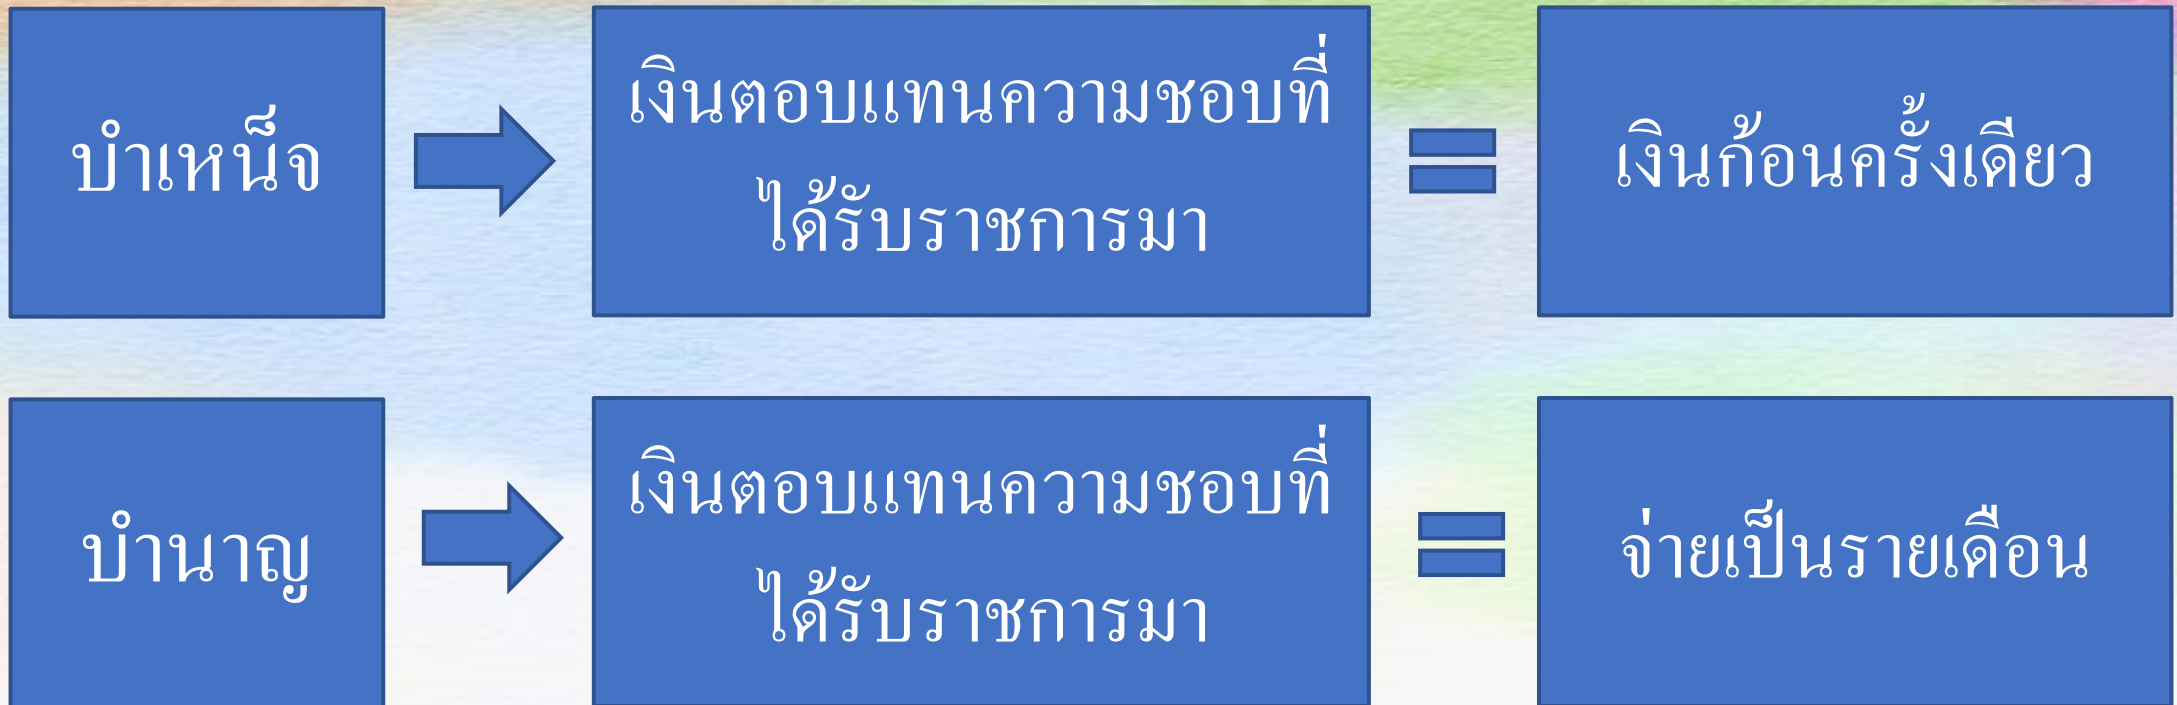 บำเหน็จ
เงินตอบแทนความชอบที่
ได้รับราชการมา
เงินก้อนครั้งเดียว
บำนาญ
เงินตอบแทนความชอบที่
ได้รับราชการมา
จ่ายเป็นรายเดือน